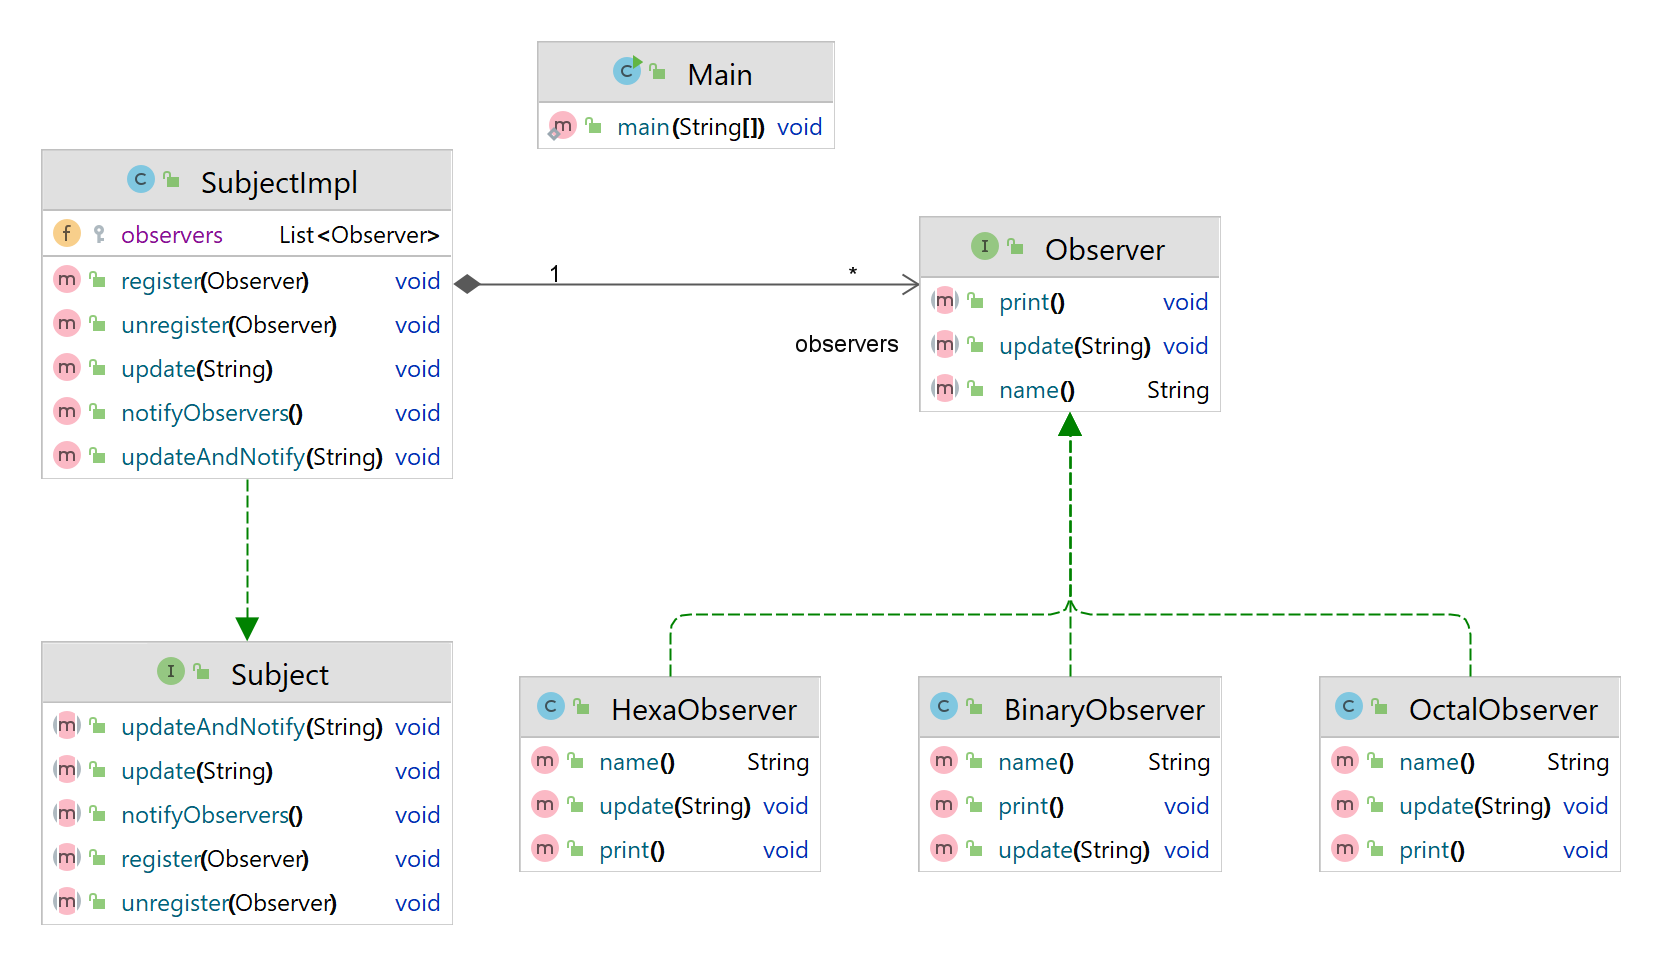 Main
main(String[]) void
SubjectImpl
observers List<Observer>
register(Observer) void
unregister(Observer) void
update(String) void
notifyObservers() void
updateAndNotify(String) void
1
*
observers
Observer
print() void
update(String) void
name() String
Subject
updateAndNotify(String) void
update(String) void
notifyObservers() void
register(Observer) void
unregister(Observer) void
HexaObserver
name() String
update(String) void
print() void
BinaryObserver
name() String
print() void
update(String) void
OctalObserver
name() String
update(String) void
print() void